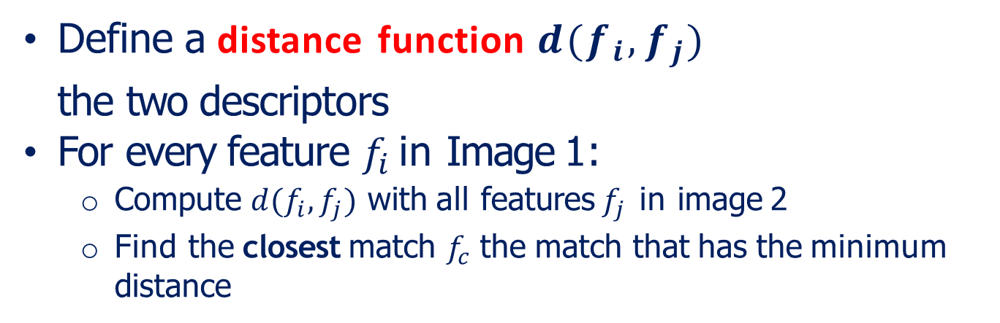 • Define a distance function d(f_i, f_j)
the two descriptors
• For every feature f_i in Image 1:
o Compute d(f_i, f_j) with all features f_j in image 2
o Find the closest match f_c the match that has the minimum
distance